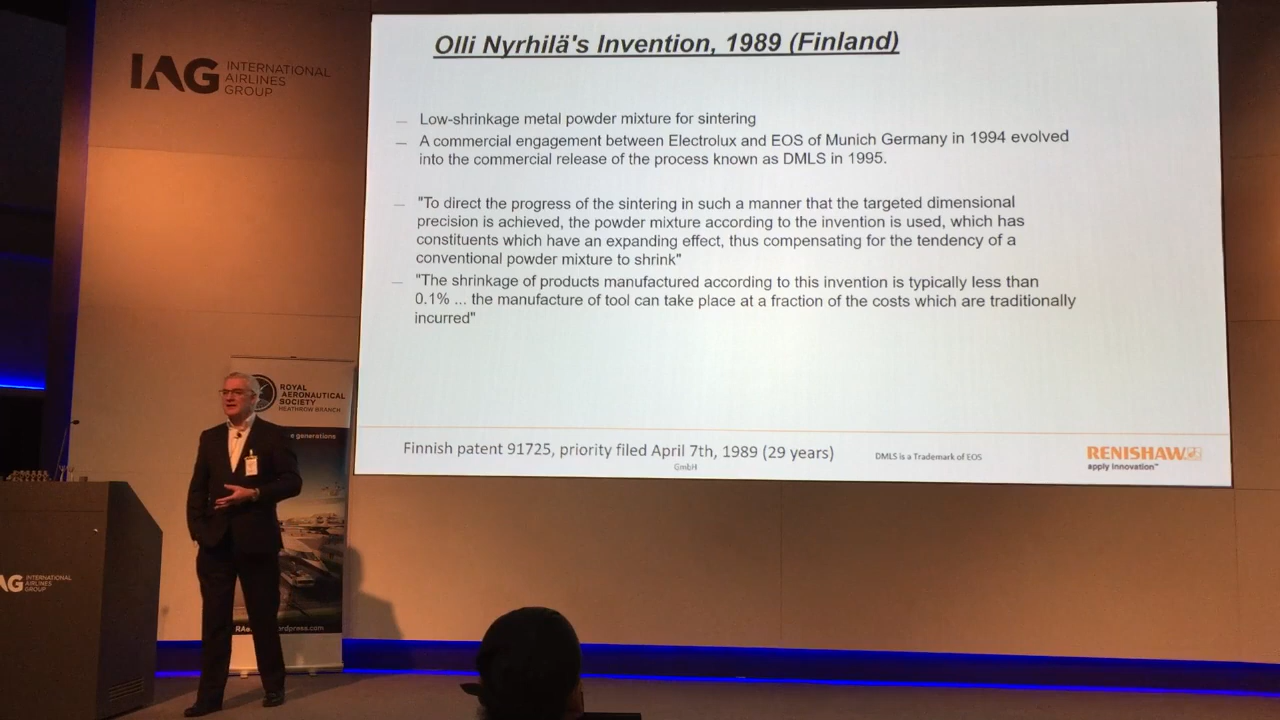 IAG INTERNATIONAL
AIRLINES
GROUP
Olli Nyrhilä's Invention, 1989 (Finland)
— Low-shrinkage metal powder mixture for sintering
— A commercial engagement between Electrolux and EOS of Munich Germany in 1994 evolved
into the commercial release of the process known as DMLS in 1995.
— "To direct the progress of the sintering in such a manner that the targeted dimensional
precision is achieved, the powder mixture according to the invention is used, which has
constituents which have an expanding effect, thus compensating for the tendency of a
conventional powder mixture to shrink"
— "The shrinkage of products manufactured according to this invention is typically less than
0.1% ... the manufacture of tool can take place at a fraction of the costs which are traditionally
incurred"
Finnish patent 91725, priority filed April 7th, 1989 (29 years)
GmbH
DMLS is a Trademark of EOS
RENISHAW
apply innovation™
ROYAL
AERONAUTICAL
SOCIETY
HEATHROW BRANCH
generations
AG INTERNATIONAL
AIRLINES
GROUP